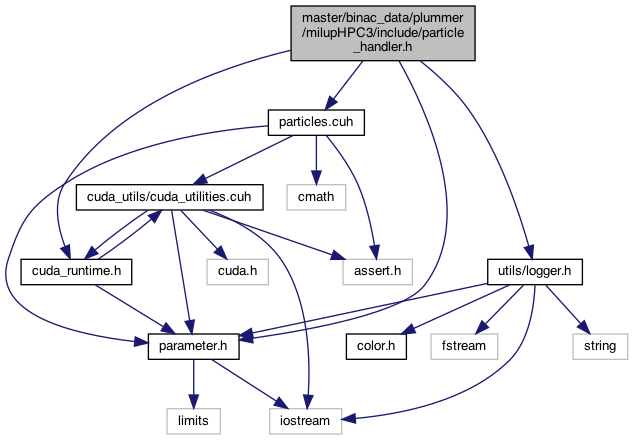 master/binac_data/plummer
/milupHPC3/include/particle
_handler.h
particles.cuh
cuda_utils/cuda_utilities.cuh
cmath
cuda_runtime.h
cuda.h
assert.h
utils/logger.h
parameter.h
color.h
fstream
string
limits
iostream